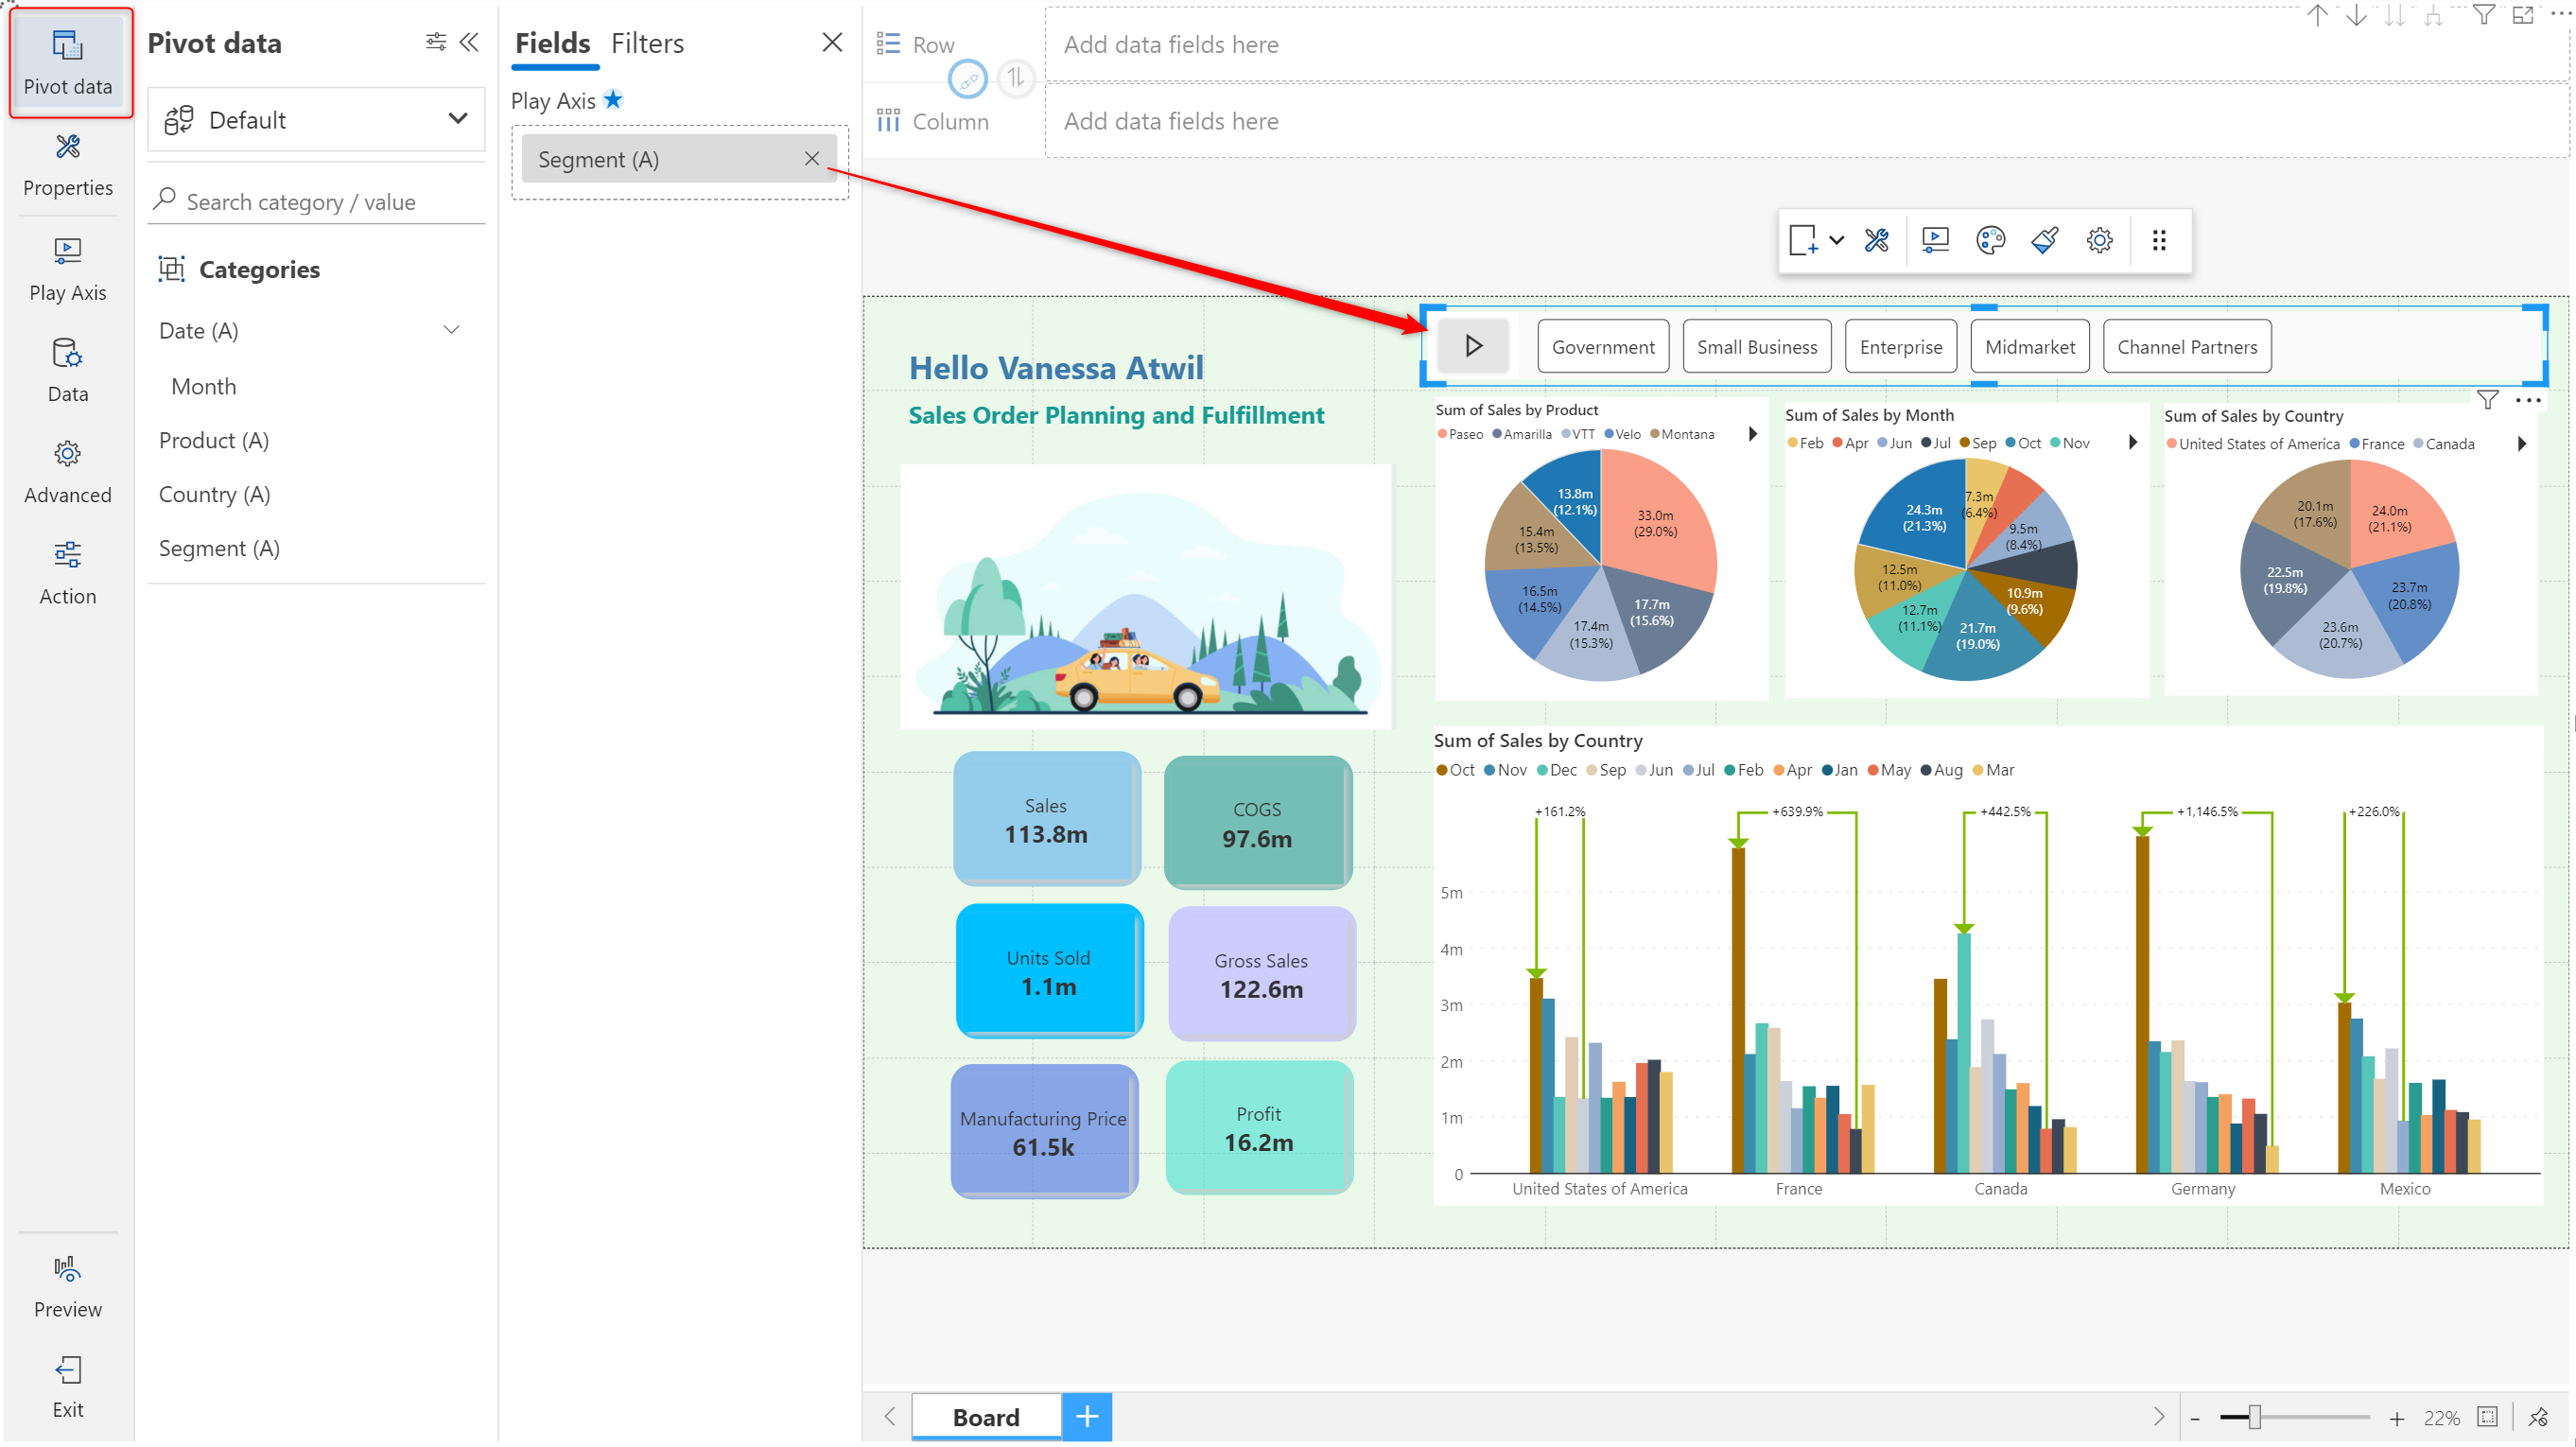 Pivot data
Properties
Play Axis
Data
Advanced
Action
Preview
Exit
Pivot data
Default
Search category / value
Categories
Date (A)
Month
Product (A)
Country (A)
Segment (A)
Fields Filters
Play Axis
Segment (A)
Row Add data fields here
Column Add data fields here
Government Small Business Enterprise Midmarket Channel Partners
Hello Vanessa Atwil
Sales Order Planning and Fulfillment
Sales
113.8m
COGS
97.6m
Units Sold
1.1m
Gross Sales
122.6m
Manufacturing Price
61.5k
Profit
16.2m
Sum of Sales by Product
Paseo Amarilla VTT Velo Montana
13.8m
(12.1%)
33.0m
(29.0%)
15.4m
(13.5%)
16.5m
(14.5%)
17.7m
(15.6%)
17.4m
(15.3%)
Sum of Sales by Month
Feb Apr Jun Jul Sep Oct Nov
24.3m
(21.3%)
7.3m
(6.4%)
9.5m
(8.4%)
12.5m
(11.0%)
10.9m
(9.6%)
12.7m
(11.1%)
21.7m
(19.0%)
Sum of Sales by Country
United States of America France Canada
20.1m
(17.6%)
24.0m
(21.1%)
22.5m
(19.8%)
23.7m
(20.8%)
23.6m
(20.7%)
Sum of Sales by Country
Oct Nov Dec Sep Jun Jul Feb Apr Jan May Aug Mar
+161.2% +639.9% +442.5% +1,146.5% +226.0%
5m
4m
3m
2m
1m
0
United States of America France Canada Germany Mexico
Board +
- + 22%